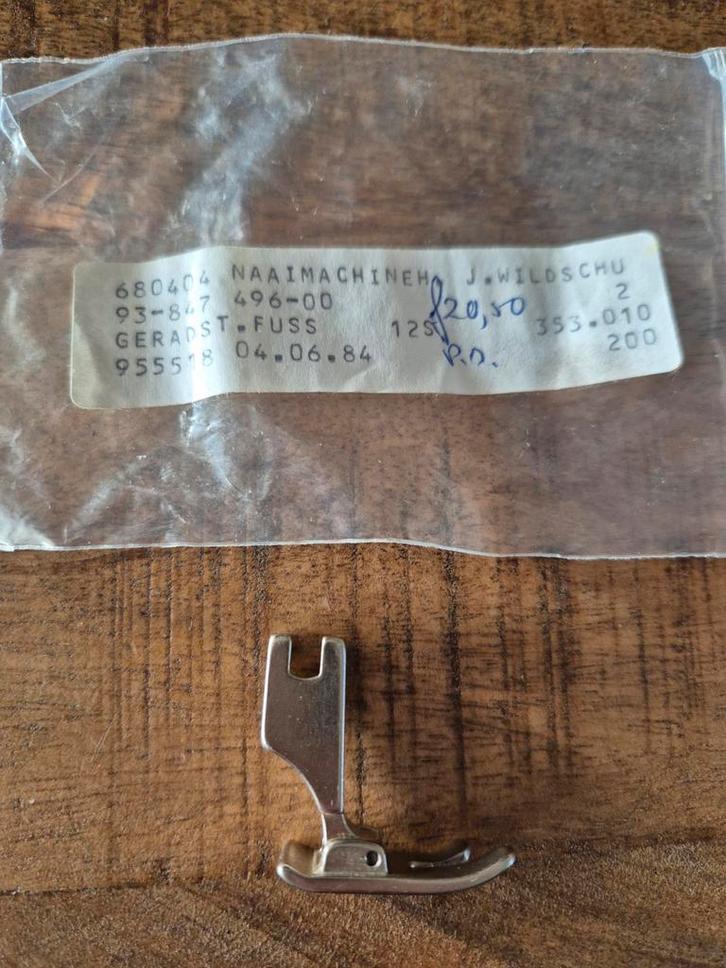 680404 NAAIMACHINEH. J.WILDSCHU
93-847 496-00 2
GERADST.FUSS 125 353.010
955518 04.06.84 200
ƒ20,50
P.D.